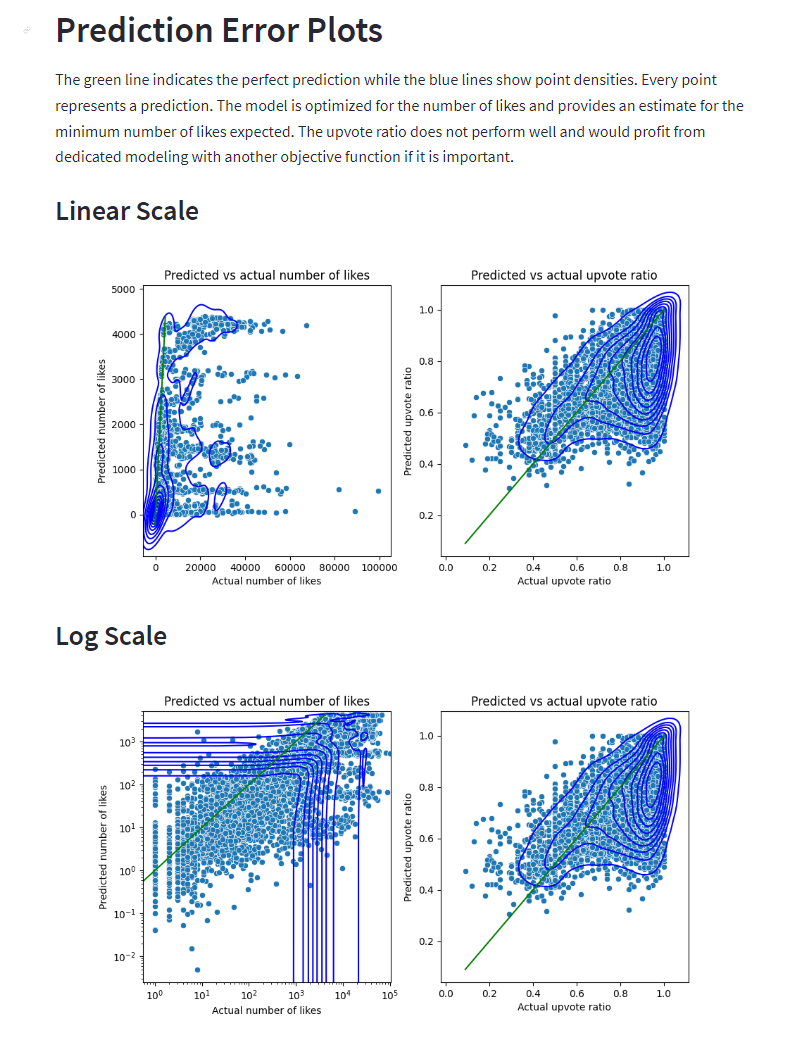 Prediction Error Plots
The green line indicates the perfect prediction while the blue lines show point densities. Every point
represents a prediction. The model is optimized for the number of likes and provides an estimate for the
minimum number of likes expected. The upvote ratio does not perform well and would profit from
dedicated modeling with another objective function if it is important.
Linear Scale
Predicted vs actual number of likes
Predicted number of likes
5000
4000
3000
2000
1000
0
0 20000 40000 60000 80000 100000
Actual number of likes
Predicted vs actual upvote ratio
Predicted upvote ratio
1.0
0.8
0.6
0.4
0.2
0.0 0.2 0.4 0.6 0.8 1.0
Actual upvote ratio
Log Scale
Predicted vs actual number of likes
Predicted number of likes
10³
10²
10¹
10⁰
10⁻¹
10⁻²
10⁰ 10¹ 10² 10³ 10⁴ 10⁵
Actual number of likes
Predicted vs actual upvote ratio
Predicted upvote ratio
1.0
0.8
0.6
0.4
0.2
0.0 0.2 0.4 0.6 0.8 1.0
Actual upvote ratio